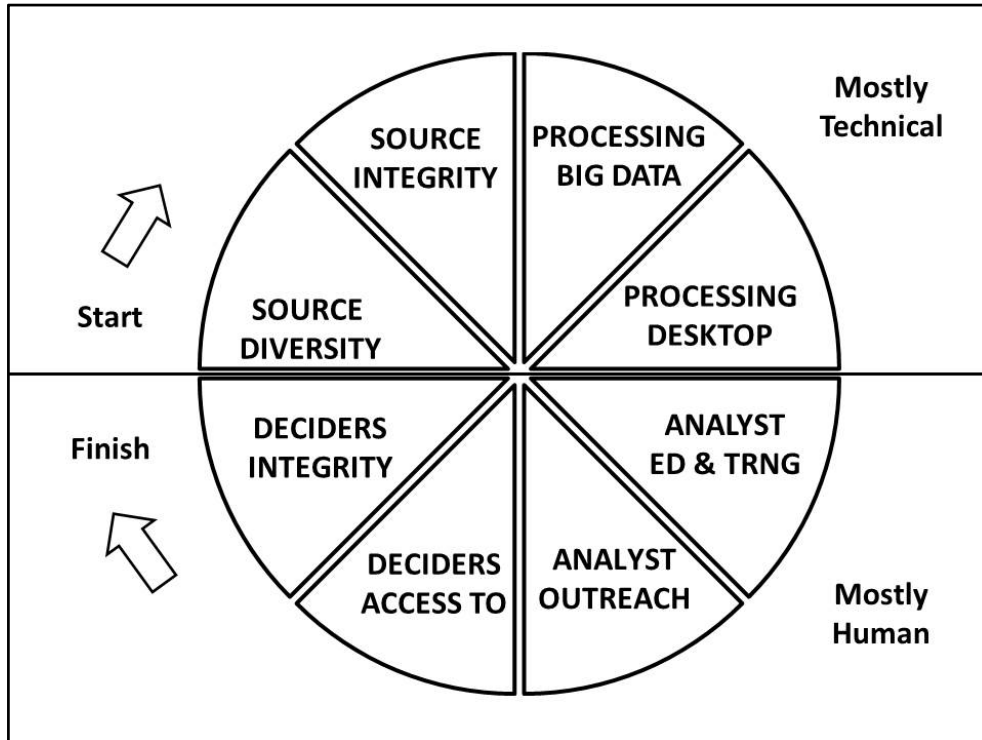 Mostly
Technical
SOURCE
INTEGRITY
PROCESSING
BIG DATA
SOURCE
DIVERSITY
PROCESSING
DESKTOP
Start
Finish
DECIDERS
INTEGRITY
ANALYST
ED & TRNG
DECIDERS
ACCESS TO
ANALYST
OUTREACH
Mostly
Human